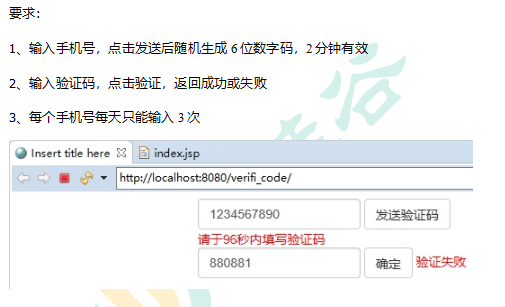 要求：
1、输入手机号，点击发送后随机生成 6 位数字码，2 分钟有效
2、输入验证码，点击验证，返回成功或失败
3、每个手机号每天只能输入 3 次
Insert title here index.jsp
http://localhost:8080/verifi_code/
1234567890 发送验证码
请于96秒内填写验证码
880881 确定 验证失败